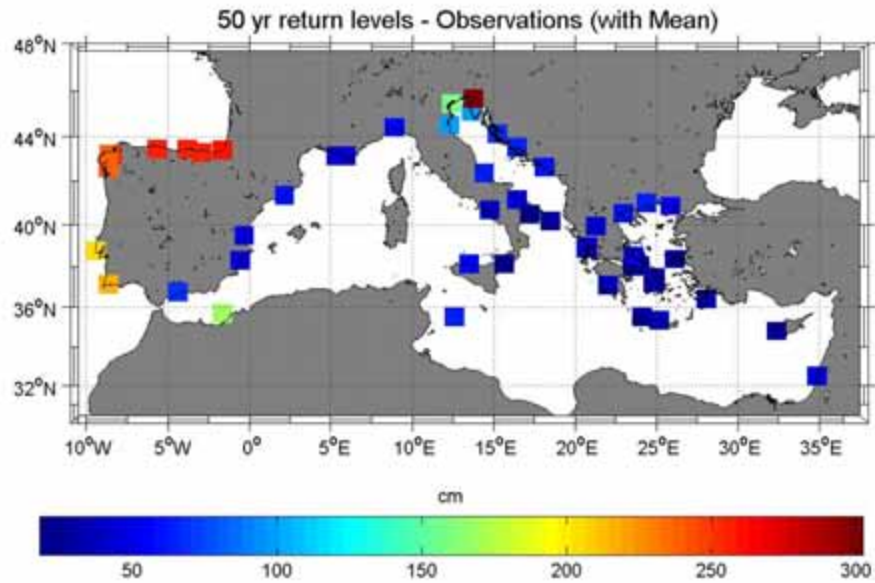 50 yr return levels - Observations (with Mean)
48°N
44°N
40°N
36°N
32°N
10°W 5°W 0° 5°E 10°E 15°E 20°E 25°E 30°E 35°E
cm
50 100 150 200 250 300